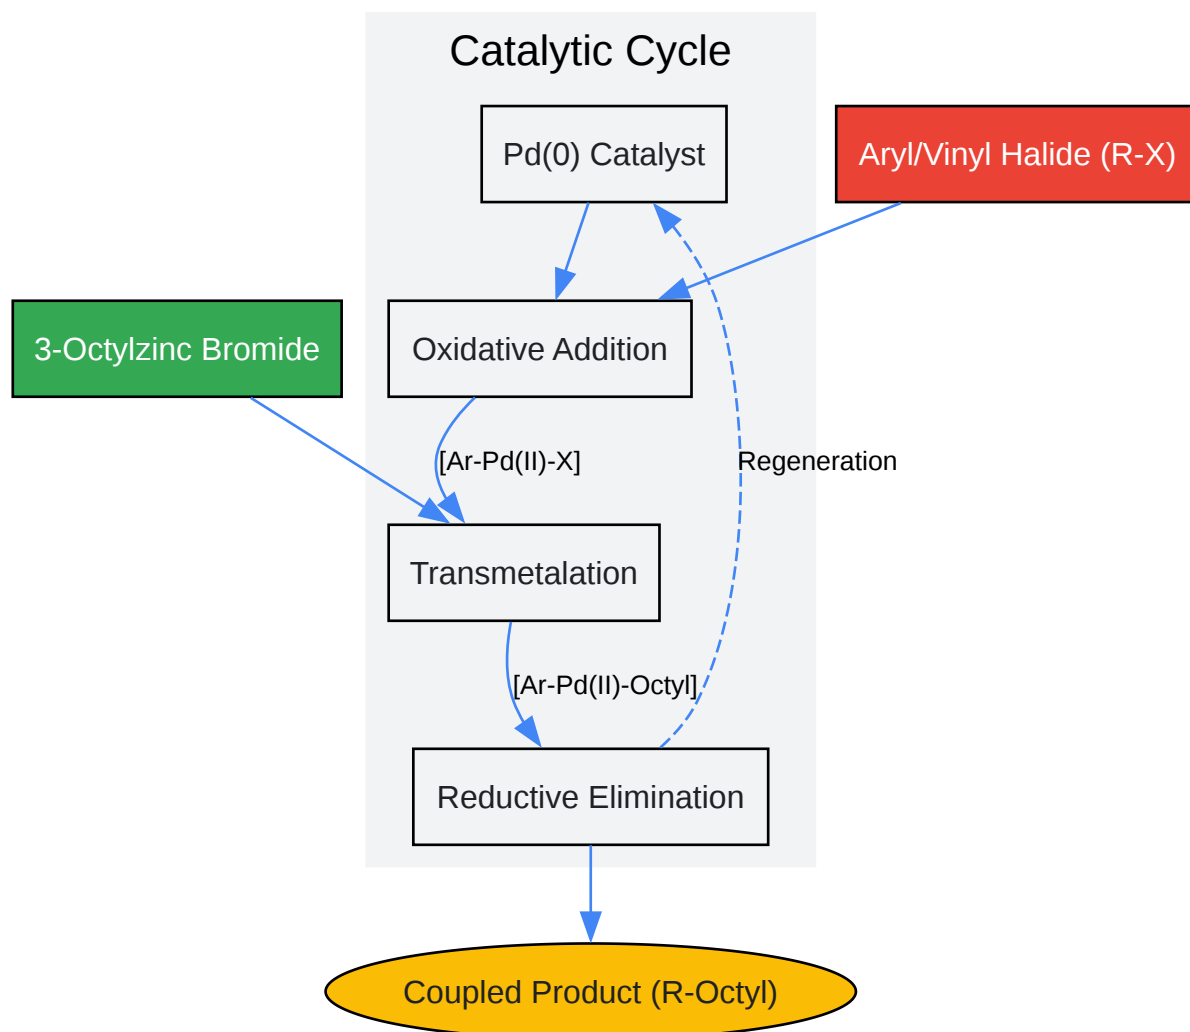 Catalytic Cycle
Pd(0) Catalyst
Aryl/Vinyl Halide (R-X)
3-Octylzinc Bromide
Oxidative Addition
[Ar-Pd(II)-X]
Regeneration
Transmetalation
[Ar-Pd(II)-Octyl]
Reductive Elimination
Coupled Product (R-Octyl)